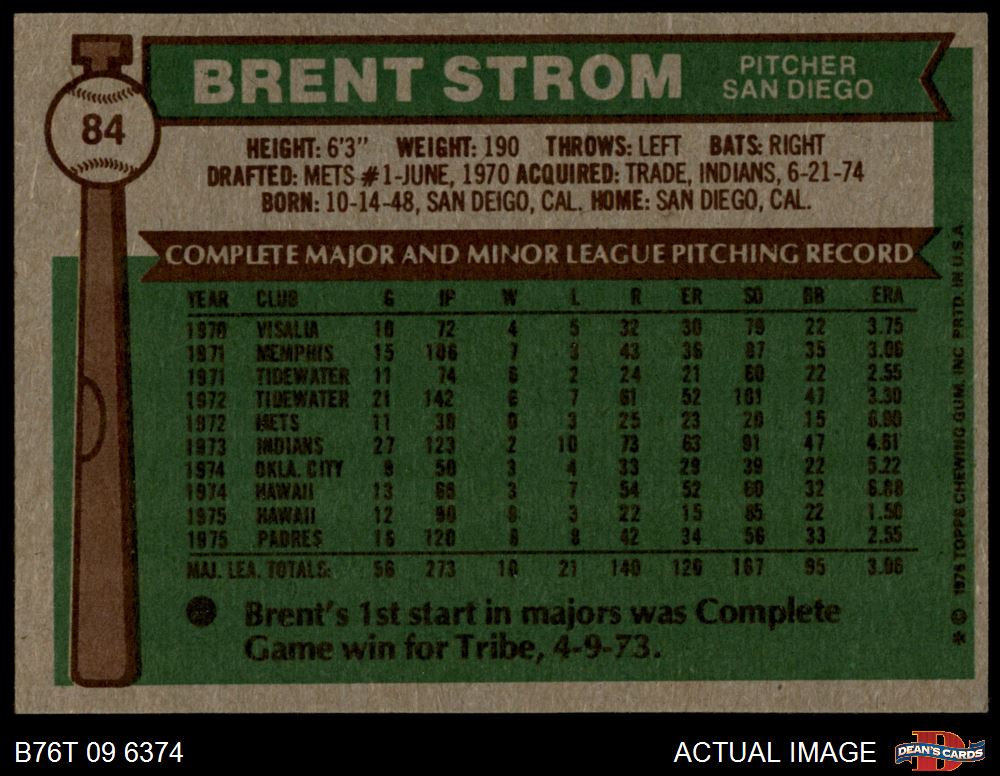 BRENT STROM
PITCHER
SAN DIEGO
84
HEIGHT: 6'3" WEIGHT: 190 THROWS: LEFT BATS: RIGHT
DRAFTED: METS #1-JUNE, 1970 ACQUIRED: TRADE, INDIANS, 6-21-74
BORN: 10-14-48, SAN DEIGO, CAL. HOME: SAN DIEGO, CAL.
COMPLETE MAJOR AND MINOR LEAGUE PITCHING RECORD
YEAR CLUB G IP W L R ER SO BB ERA
1970 VISALIA 10 72 4 5 32 30 79 22 3.75
1971 MEMPHIS 15 106 7 3 43 36 87 35 3.06
1971 TIDEWATER 11 74 6 2 24 21 60 22 2.55
1972 TIDEWATER 21 142 6 7 61 52 101 47 3.30
1972 METS 11 30 0 3 25 23 20 15 6.90
1973 INDIANS 27 123 2 10 73 63 91 47 4.61
1974 OKLA. CITY 9 50 3 4 33 29 39 22 5.22
1974 HAWAII 13 68 3 7 54 52 60 32 6.88
1975 HAWAII 12 90 8 3 22 15 85 22 1.50
1975 PADRES 16 120 8 8 42 34 56 33 2.55
MAJ. LEA. TOTALS: 56 273 10 21 140 120 167 95 3.96
Brent's 1st start in majors was Complete
Game win for Tribe, 4-9-73.
* © 1976 TOPPS CHEWING GUM, INC PRTD. IN U.S.A.
B76T 09 6374
ACTUAL IMAGE
D
DEAN'S CARDS